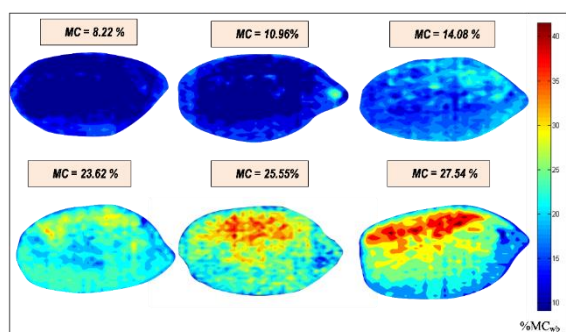 MC = 8.22 %
MC = 10.96%
MC = 14.08 %
MC = 23.62 %
MC = 25.55%
MC = 27.54 %
40
35
30
25
20
15
10
%MCwb